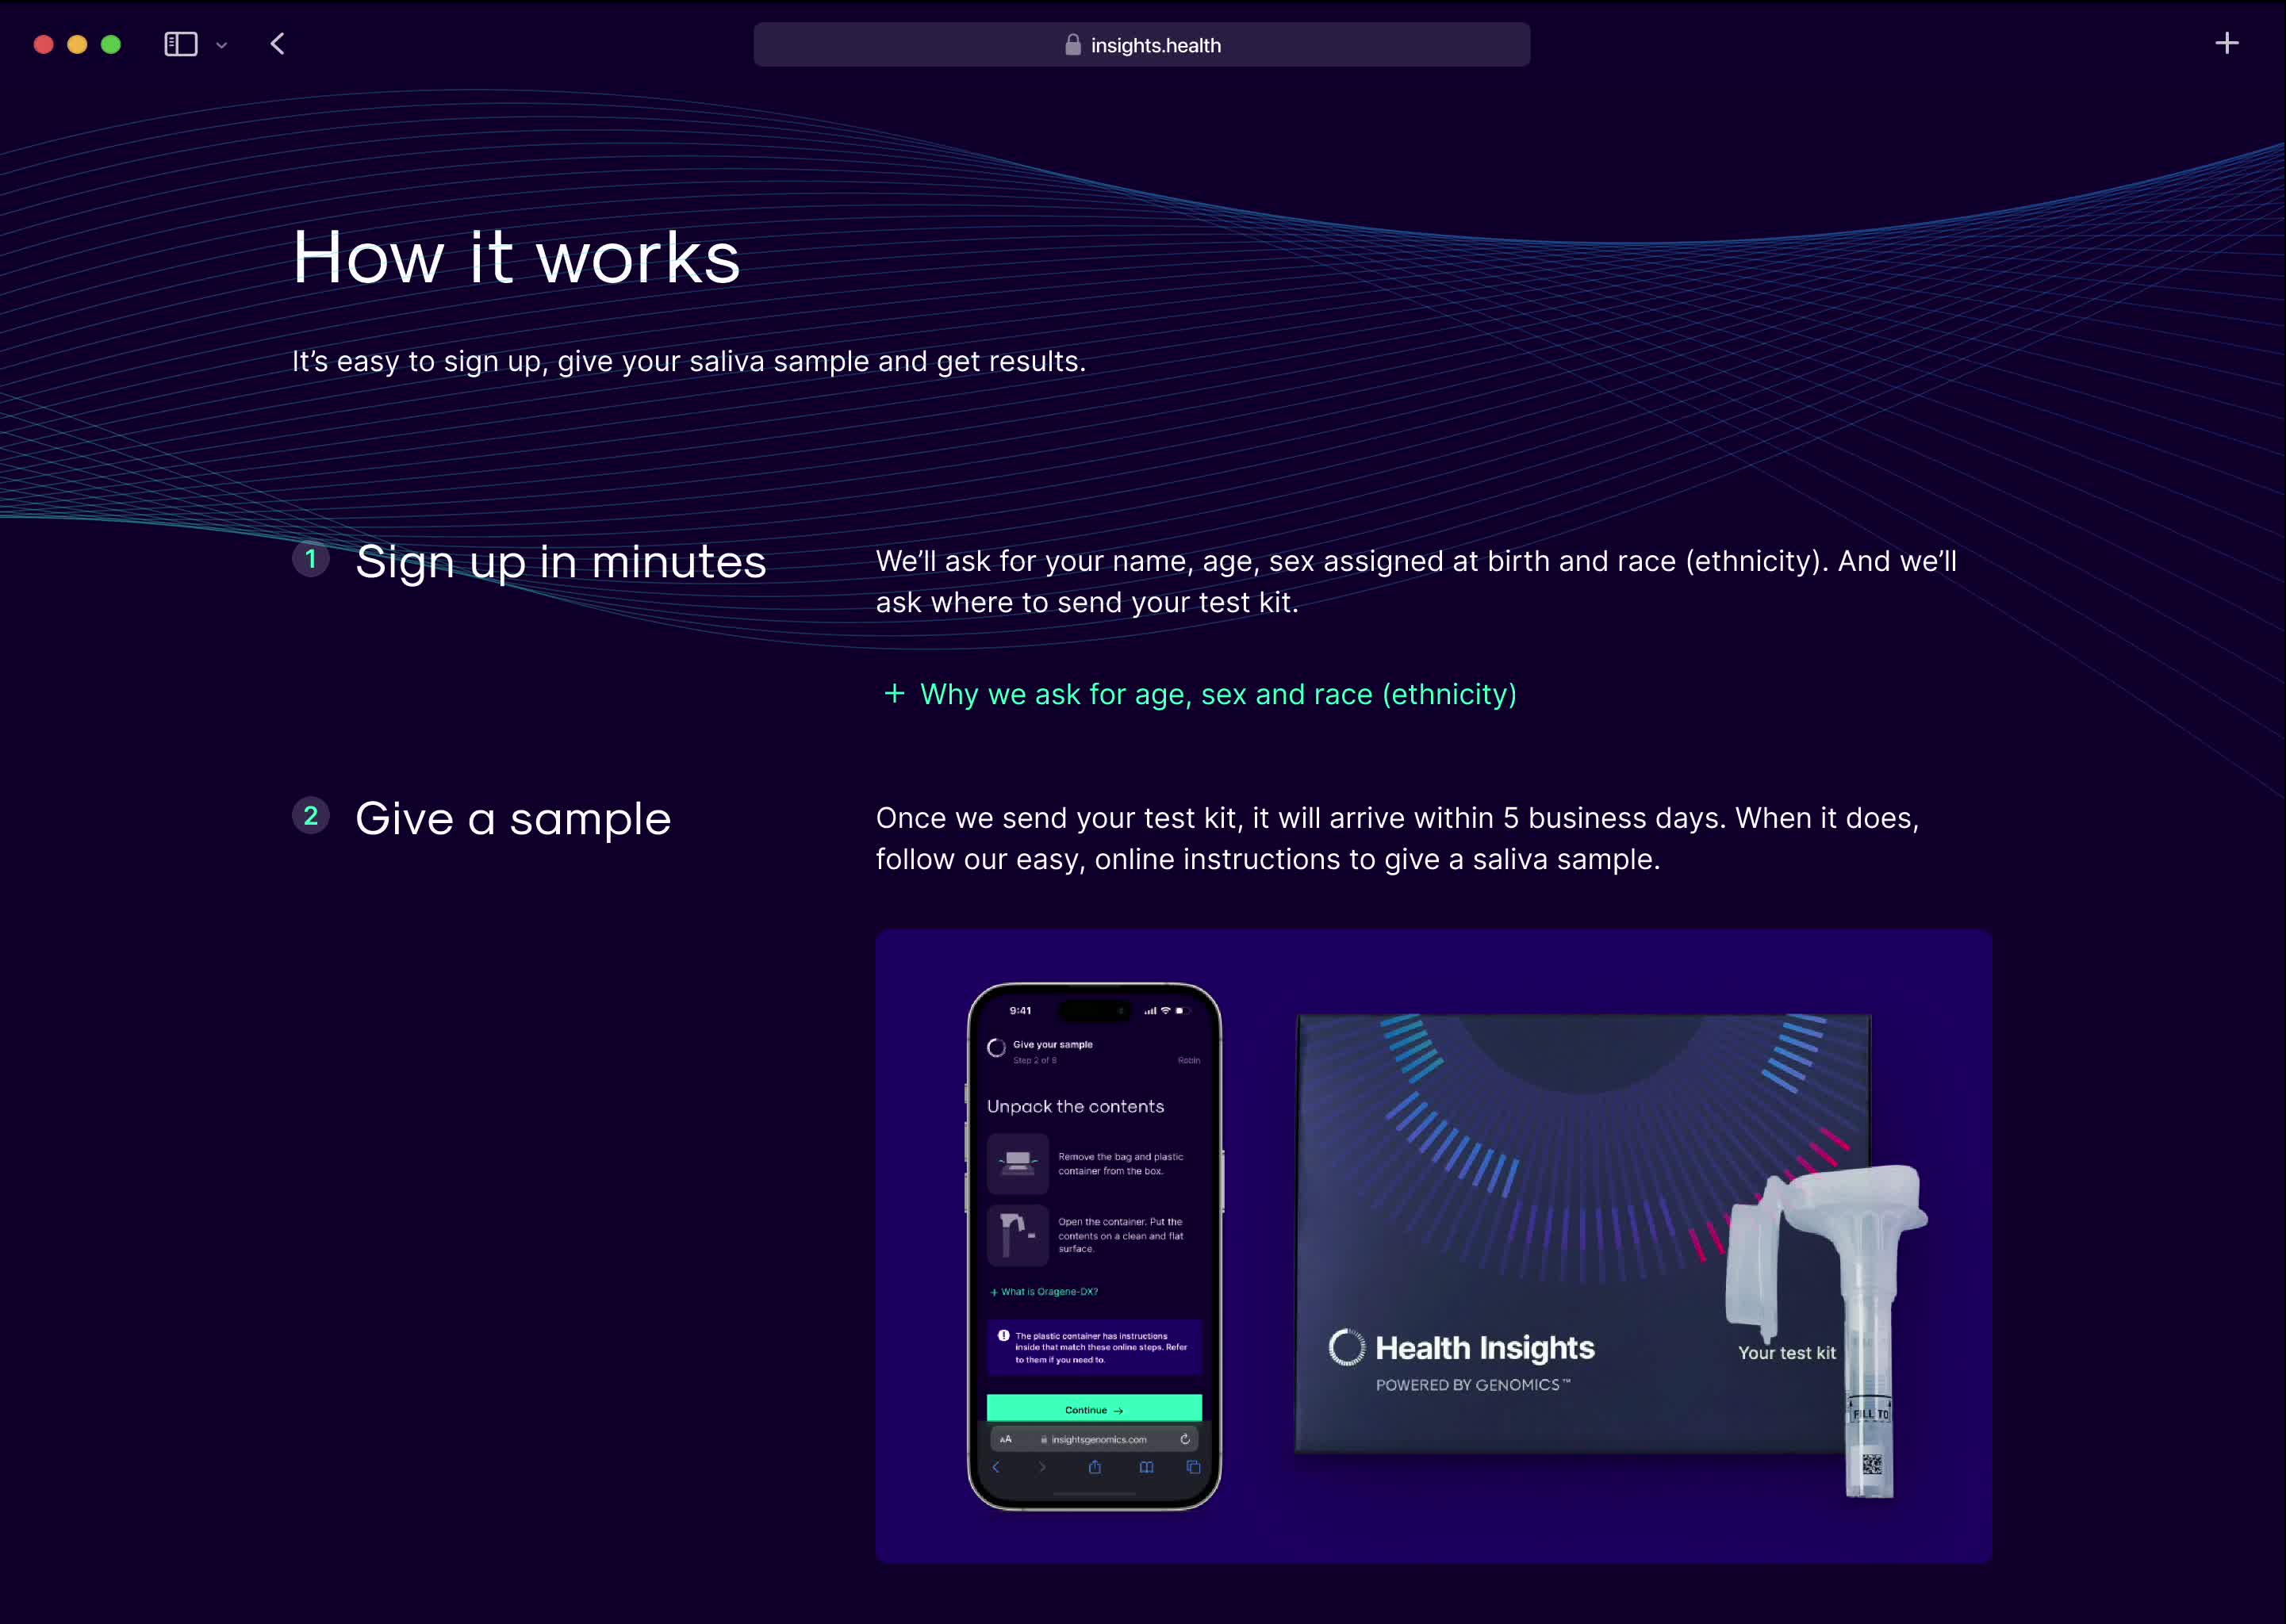 insights.health
How it works
It’s easy to sign up, give your saliva sample and get results.
1
Sign up in minutes
We’ll ask for your name, age, sex assigned at birth and race (ethnicity). And we’ll
ask where to send your test kit.
+ Why we ask for age, sex and race (ethnicity)
2
Give a sample
Once we send your test kit, it will arrive within 5 business days. When it does,
follow our easy, online instructions to give a saliva sample.
9:41
Give your sample
Step 2 of 8
Robin
Unpack the contents
Remove the bag and plastic
container from the box.
Open the container. Put the
contents on a clean and flat
surface.
+ What is Oragene-DX?
The plastic container has instructions
inside that match these online steps. Refer
to them if you need to.
Continue →
AA
insightsgenomics.com
Health Insights
POWERED BY GENOMICS™
Your test kit
FILL TO